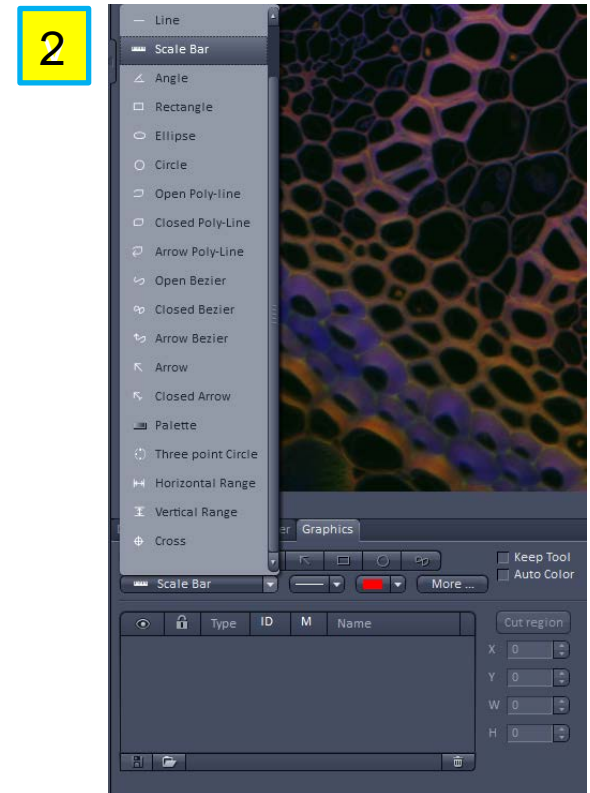 2
Line
Scale Bar
Angle
Rectangle
Ellipse
Circle
Open Poly-line
Closed Poly-Line
Arrow Poly-Line
Open Bezier
Closed Bezier
Arrow Bezier
Arrow
Closed Arrow
Palette
Three point Circle
Horizontal Range
Vertical Range
Cross
Graphics
Keep Tool
Auto Color
Scale Bar
More ...
Type ID M Name
Cut region
X 0
Y 0
W 0
H 0